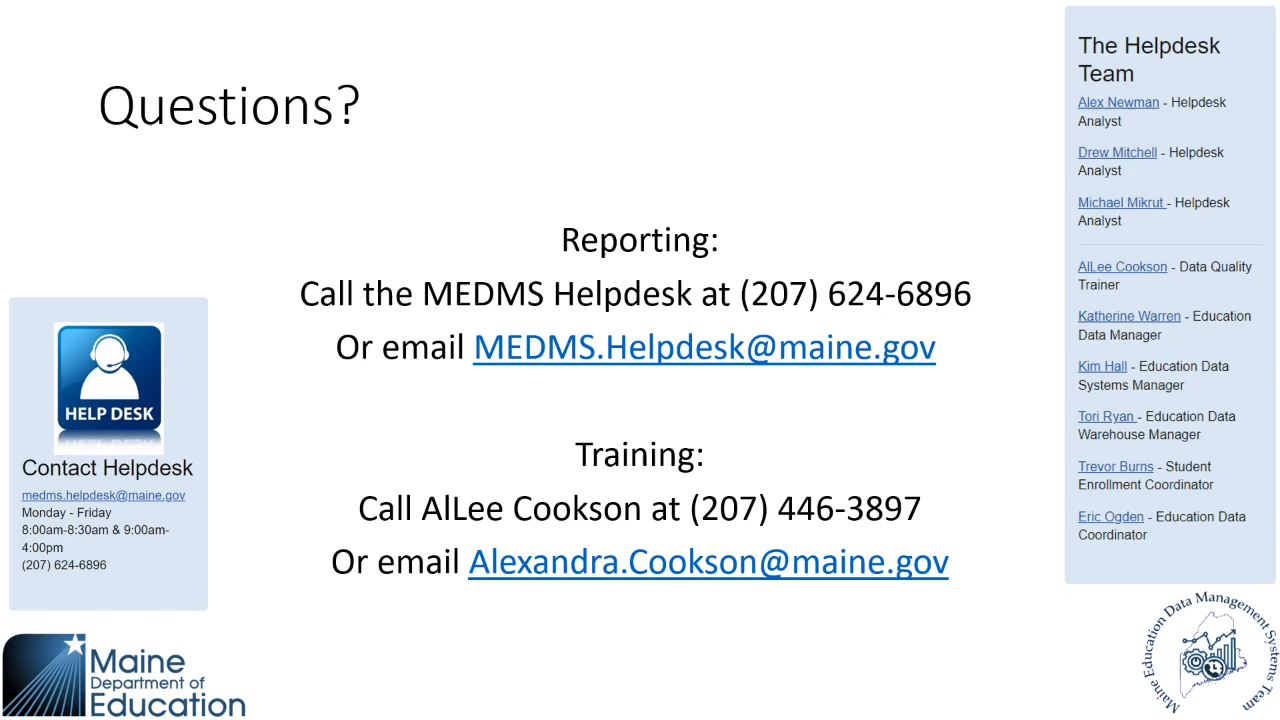 Questions?
Reporting:
Call the MEDMS Helpdesk at (207) 624-6896
Or email MEDMS.Helpdesk@maine.gov
Training:
Call AlLee Cookson at (207) 446-3897
Or email Alexandra.Cookson@maine.gov
HELP DESK
Contact Helpdesk
medms.helpdesk@maine.gov
Monday - Friday
8:00am-8:30am & 9:00am-
4:00pm
(207) 624-6896
Maine
Department of
Education
The Helpdesk
Team
Alex Newman - Helpdesk
Analyst
Drew Mitchell - Helpdesk
Analyst
Michael Mikrut - Helpdesk
Analyst
AlLee Cookson - Data Quality
Trainer
Katherine Warren - Education
Data Manager
Kim Hall - Education Data
Systems Manager
Tori Ryan - Education Data
Warehouse Manager
Trevor Burns - Student
Enrollment Coordinator
Eric Ogden - Education Data
Coordinator
Maine Education Data Management Systems Team